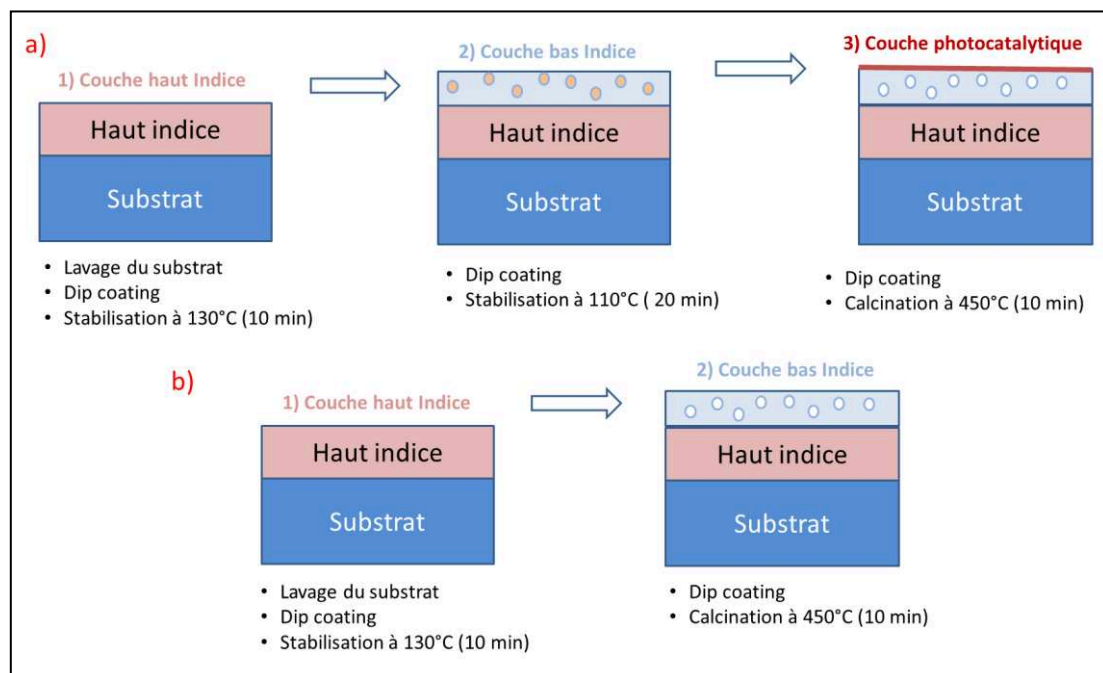 a)
1) Couche haut Indice
Haut indice
Substrat
• Lavage du substrat
• Dip coating
• Stabilisation à 130°C (10 min)
2) Couche bas Indice
Haut indice
Substrat
• Dip coating
• Stabilisation à 110°C ( 20 min)
3) Couche photocatalytique
Haut indice
Substrat
• Dip coating
• Calcination à 450°C (10 min)
b)
1) Couche haut Indice
Haut indice
Substrat
• Lavage du substrat
• Dip coating
• Stabilisation à 130°C (10 min)
2) Couche bas Indice
Haut indice
Substrat
• Dip coating
• Calcination à 450°C (10 min)